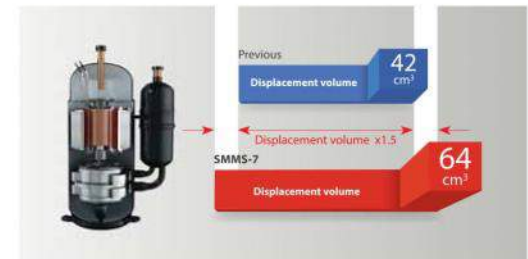 Previous
Displacement volume
42
cm³
Displacement volume x1.5
SMMS-7
Displacement volume
64
cm³